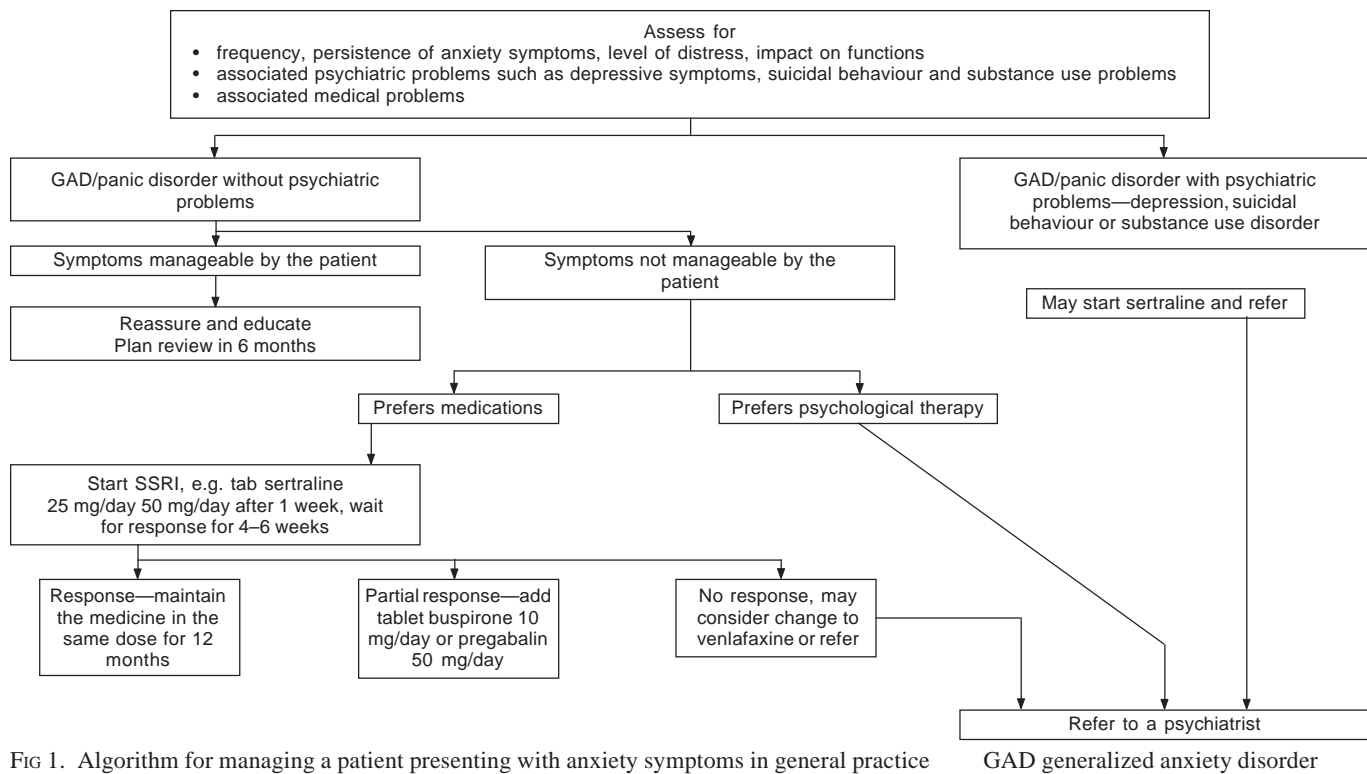 Assess for
• frequency, persistence of anxiety symptoms, level of distress, impact on functions
• associated psychiatric problems such as depressive symptoms, suicidal behaviour and substance use problems
• associated medical problems
GAD/panic disorder without psychiatric
problems
GAD/panic disorder with psychiatric
problems—depression, suicidal
behaviour or substance use disorder
Symptoms manageable by the patient
Symptoms not manageable by the
patient
May start sertraline and refer
Reassure and educate
Plan review in 6 months
Prefers medications
Prefers psychological therapy
Start SSRI, e.g. tab sertraline
25 mg/day 50 mg/day after 1 week, wait
for response for 4–6 weeks
Response—maintain
the medicine in the
same dose for 12
months
Partial response—add
tablet buspirone 10
mg/day or pregabalin
50 mg/day
No response, may
consider change to
venlafaxine or refer
Refer to a psychiatrist
FIG 1. Algorithm for managing a patient presenting with anxiety symptoms in general practice GAD generalized anxiety disorder